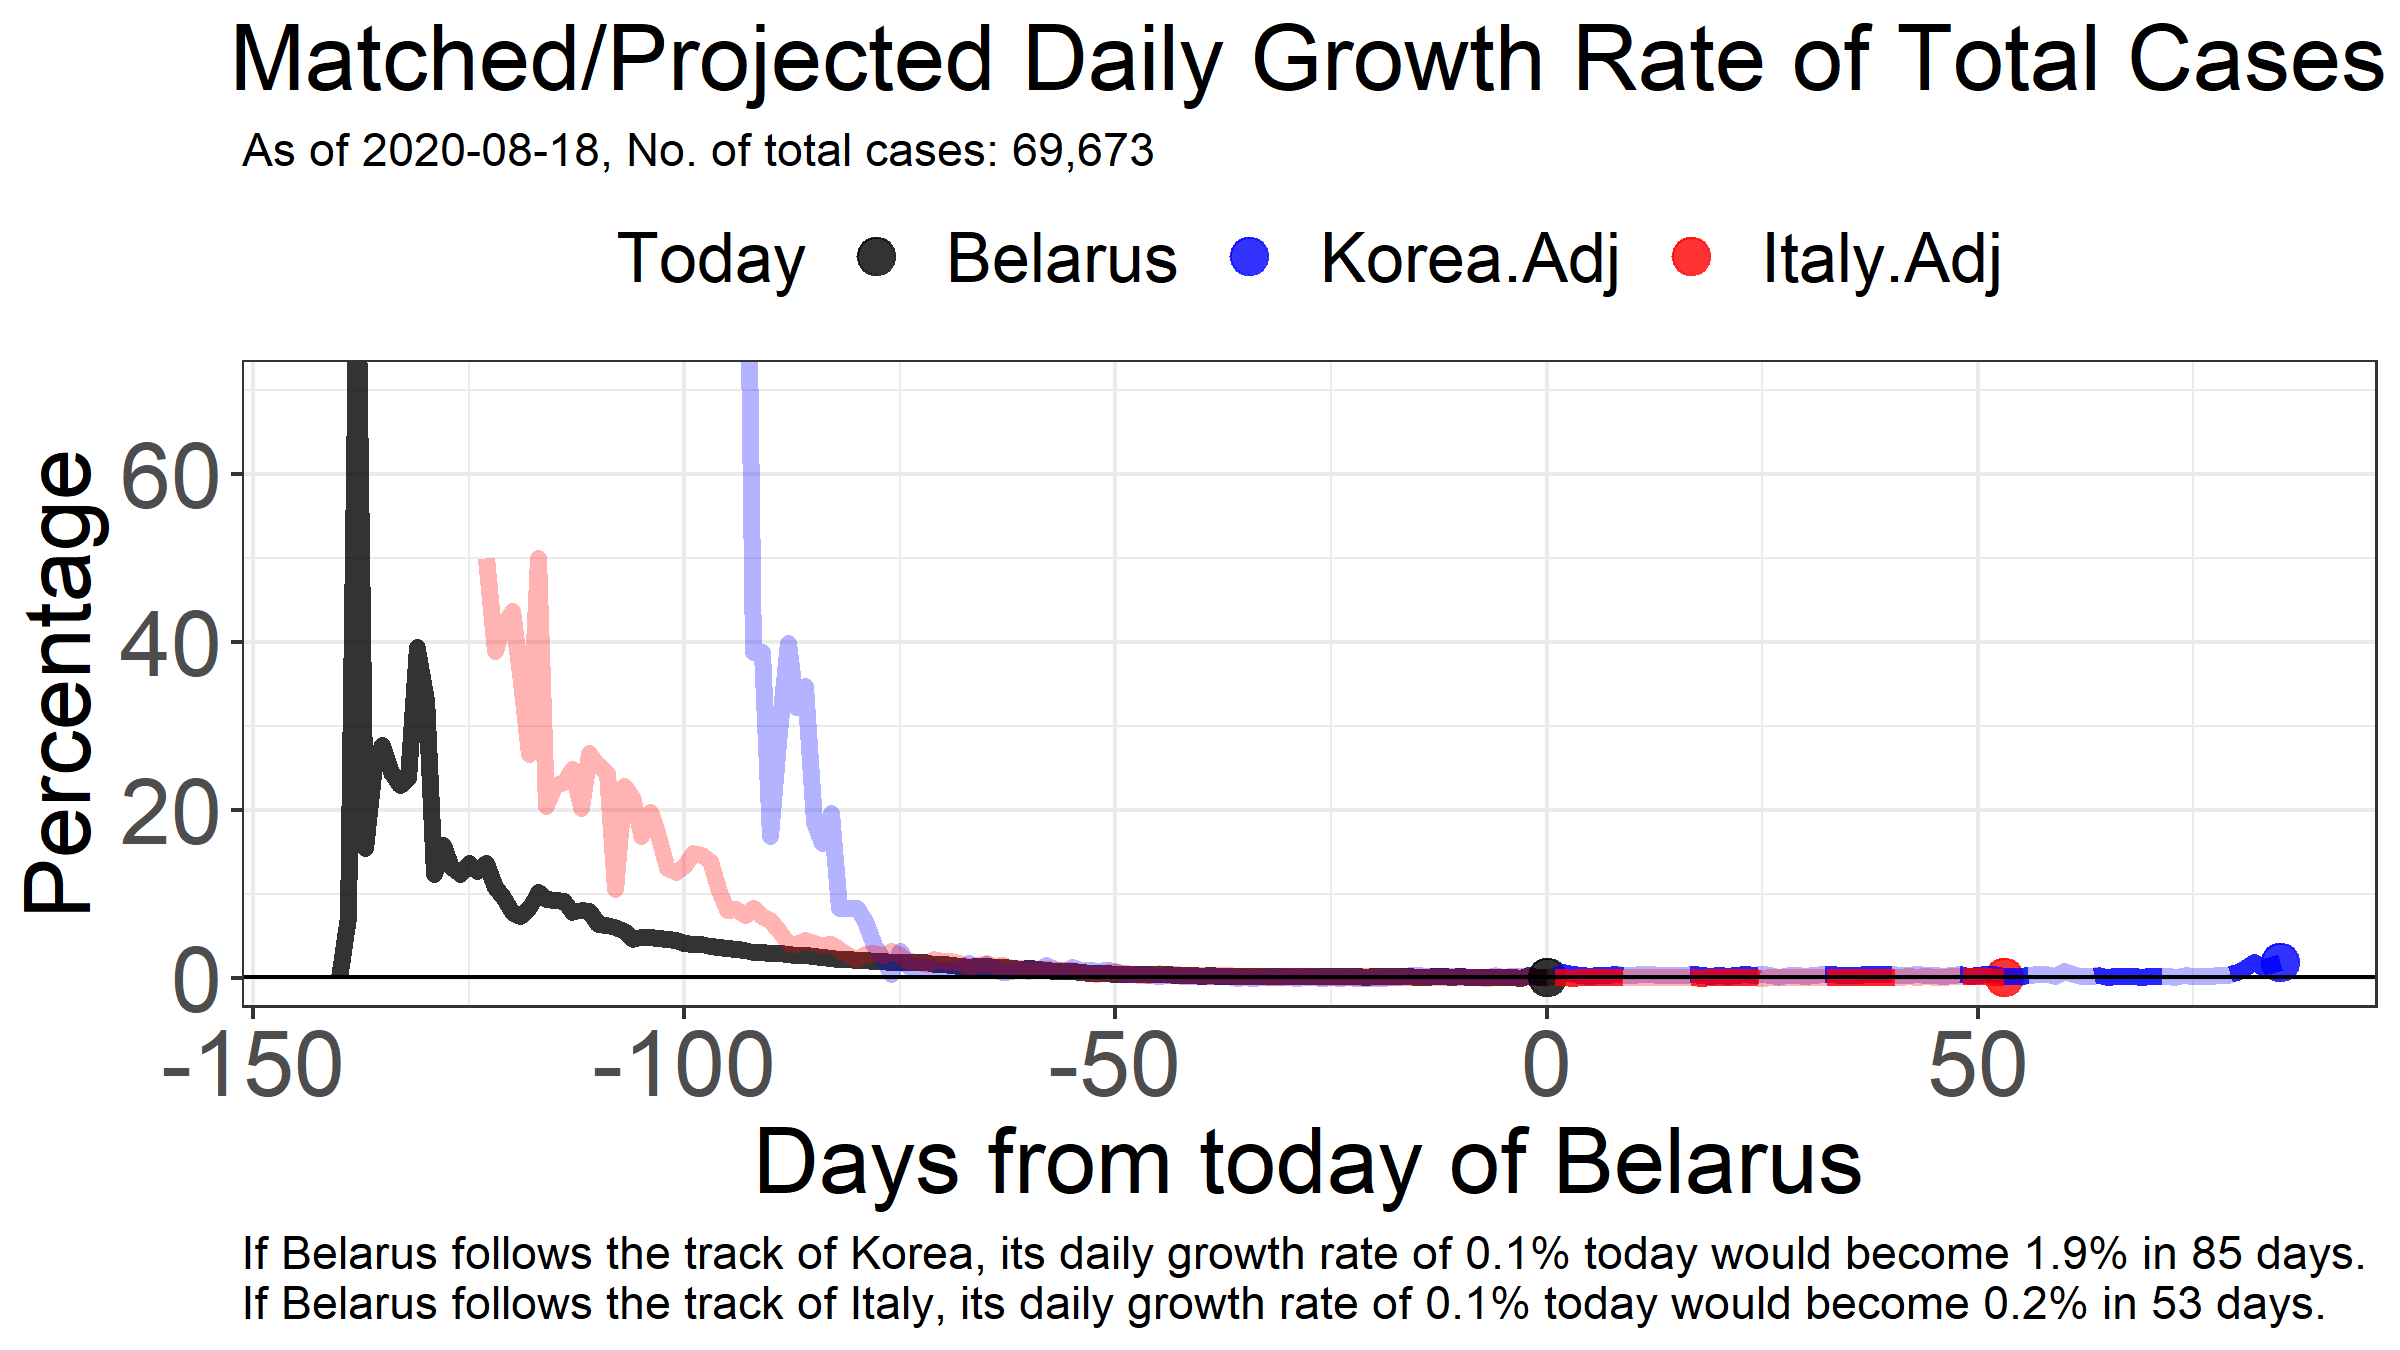 Matched/Projected Daily Growth Rate of Total Cases
As of 2020-08-18, No. of total cases: 69,673
Today Belarus Korea.Adj Italy.Adj
Percentage
60
40
20
0
-150 -100 -50 0 50
Days from today of Belarus
If Belarus follows the track of Korea, its daily growth rate of 0.1% today would become 1.9% in 85 days.
If Belarus follows the track of Italy, its daily growth rate of 0.1% today would become 0.2% in 53 days.